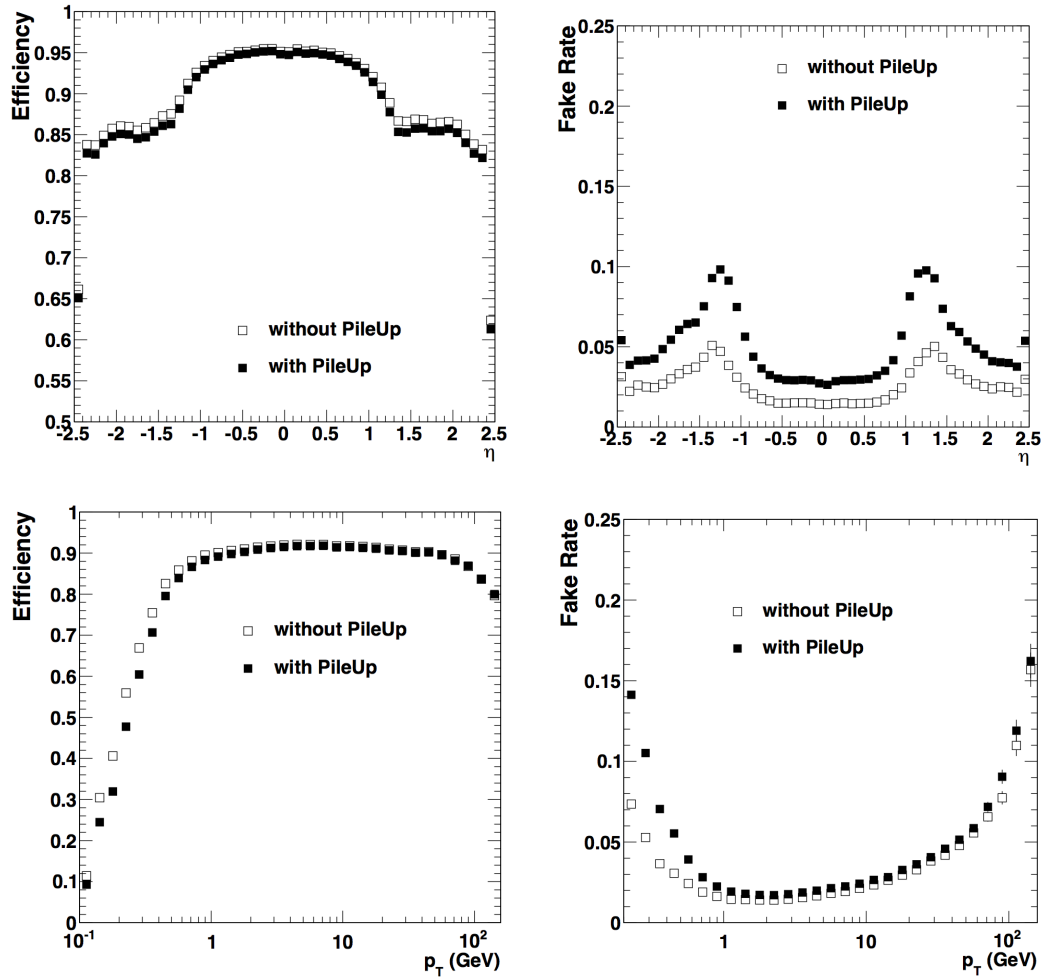 Efficiency
1
0.95
0.9
0.85
0.8
0.75
0.7
0.65
0.6
0.55
0.5
without PileUp
with PileUp
-2.5 -2 -1.5 -1 -0.5 0 0.5 1 1.5 2 2.5
η
Fake Rate
0.25
0.2
0.15
0.1
0.05
0
without PileUp
with PileUp
-2.5 -2 -1.5 -1 -0.5 0 0.5 1 1.5 2 2.5
η
Efficiency
1
0.9
0.8
0.7
0.6
0.5
0.4
0.3
0.2
0.1
0
without PileUp
with PileUp
10⁻¹ 1 10 10²
p_T (GeV)
Fake Rate
0.25
0.2
0.15
0.1
0.05
0
without PileUp
with PileUp
1 10 10²
p_T (GeV)